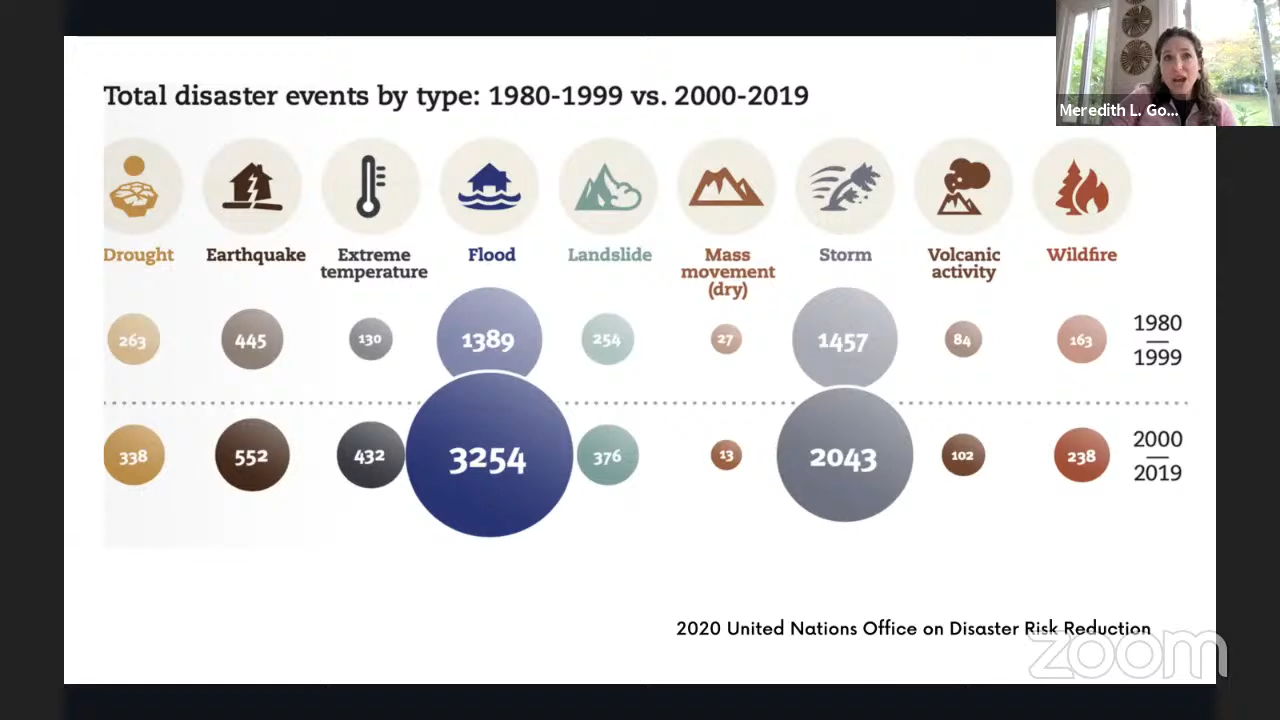 Total disaster events by type: 1980-1999 vs. 2000-2019
Meredith L. Go...
Drought
Earthquake
Extreme
temperature
Flood
Landslide
Mass
movement
(dry)
Storm
Volcanic
activity
Wildfire
263
445
130
1389
254
27
1457
84
163
1980
1999
338
552
432
3254
376
13
2043
102
238
2000
2019
2020 United Nations Office on Disaster Risk Reduction
zoom